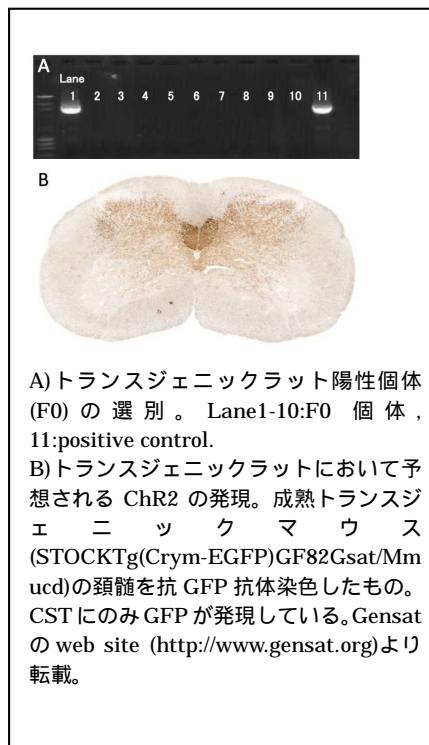 A
Lane
1 2 3 4 5 6 7 8 9 10 11
B
A)トランスジェニックラット陽性個体
(F0) の 選 別 。 Lane1-10:F0 個 体 ,
11:positive control.
B)トランスジェニックラットにおいて予
想される ChR2 の発現。成熟トランスジ
ェ ニ ッ ク マ ウ ス
(STOCKTg(Crym-EGFP)GF82Gsat/Mm
ucd)の頚髄を抗 GFP 抗体染色したもの。
CST にのみ GFP が発現している。Gensat
の web site (http://www.gensat.org)より
転載。